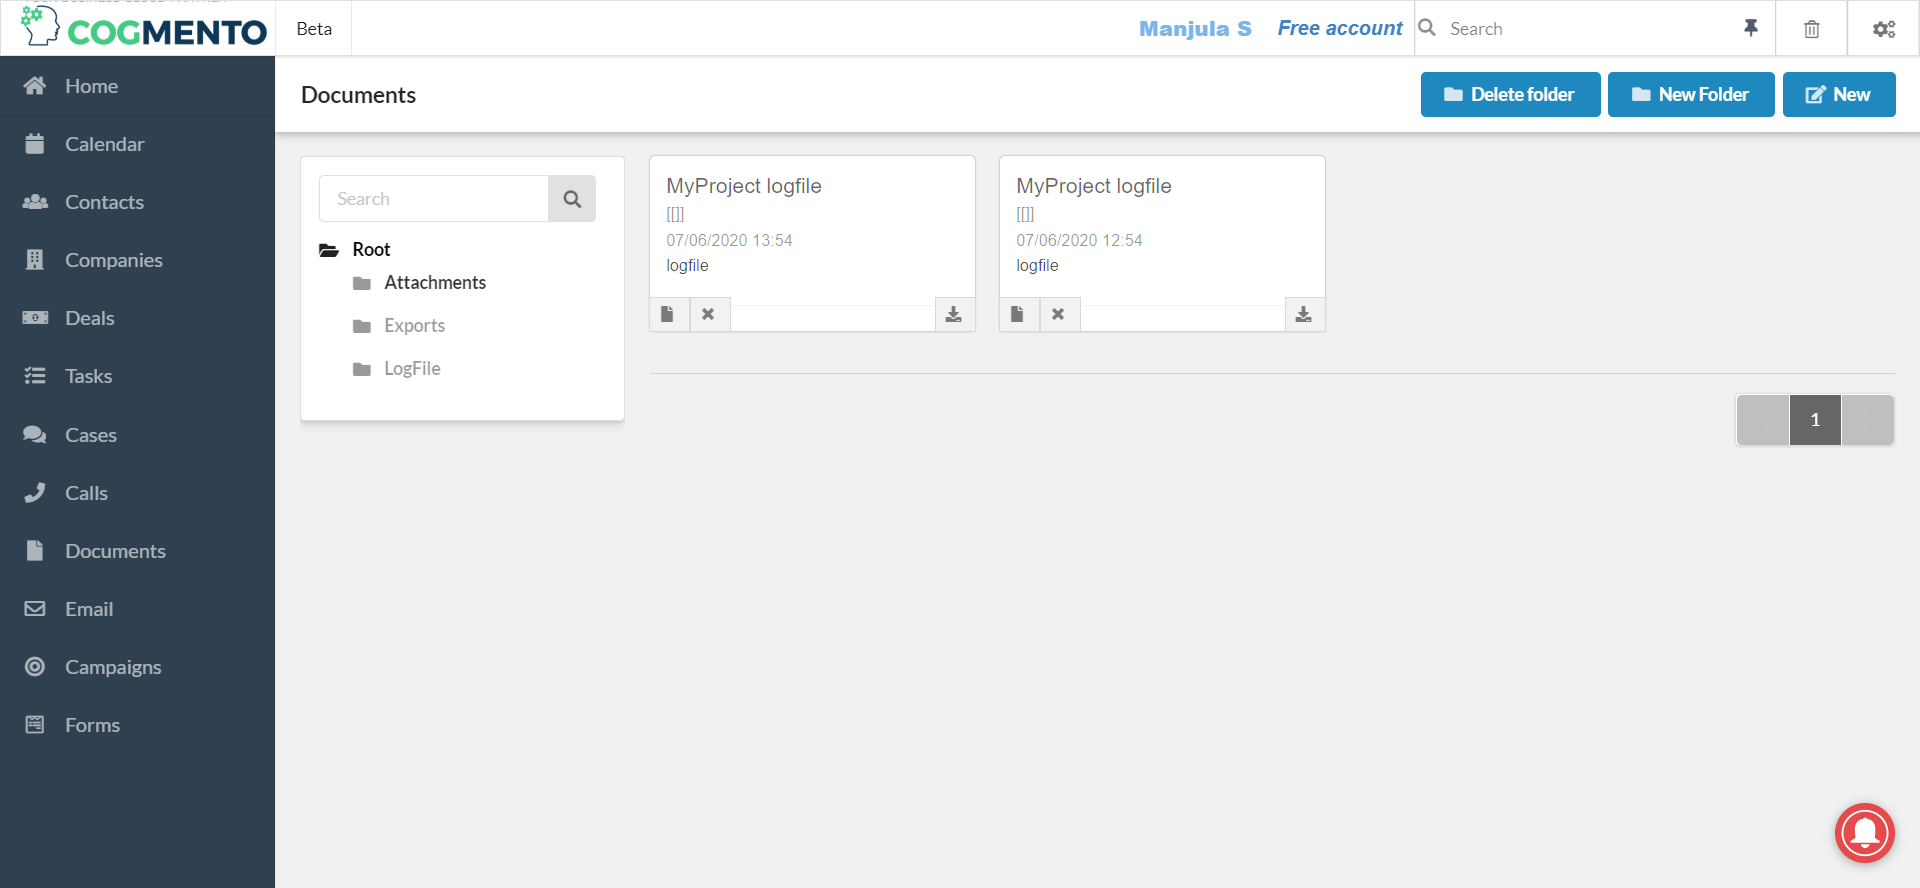 COGMENTO
Beta
Manjula S
Free account
Search
Home
Calendar
Contacts
Companies
Deals
Tasks
Cases
Calls
Documents
Email
Campaigns
Forms
Documents
Delete folder
New Folder
New
Search
Root
Attachments
Exports
LogFile
MyProject logfile
[[]]
07/06/2020 13:54
logfile
MyProject logfile
[[]]
07/06/2020 12:54
logfile
1